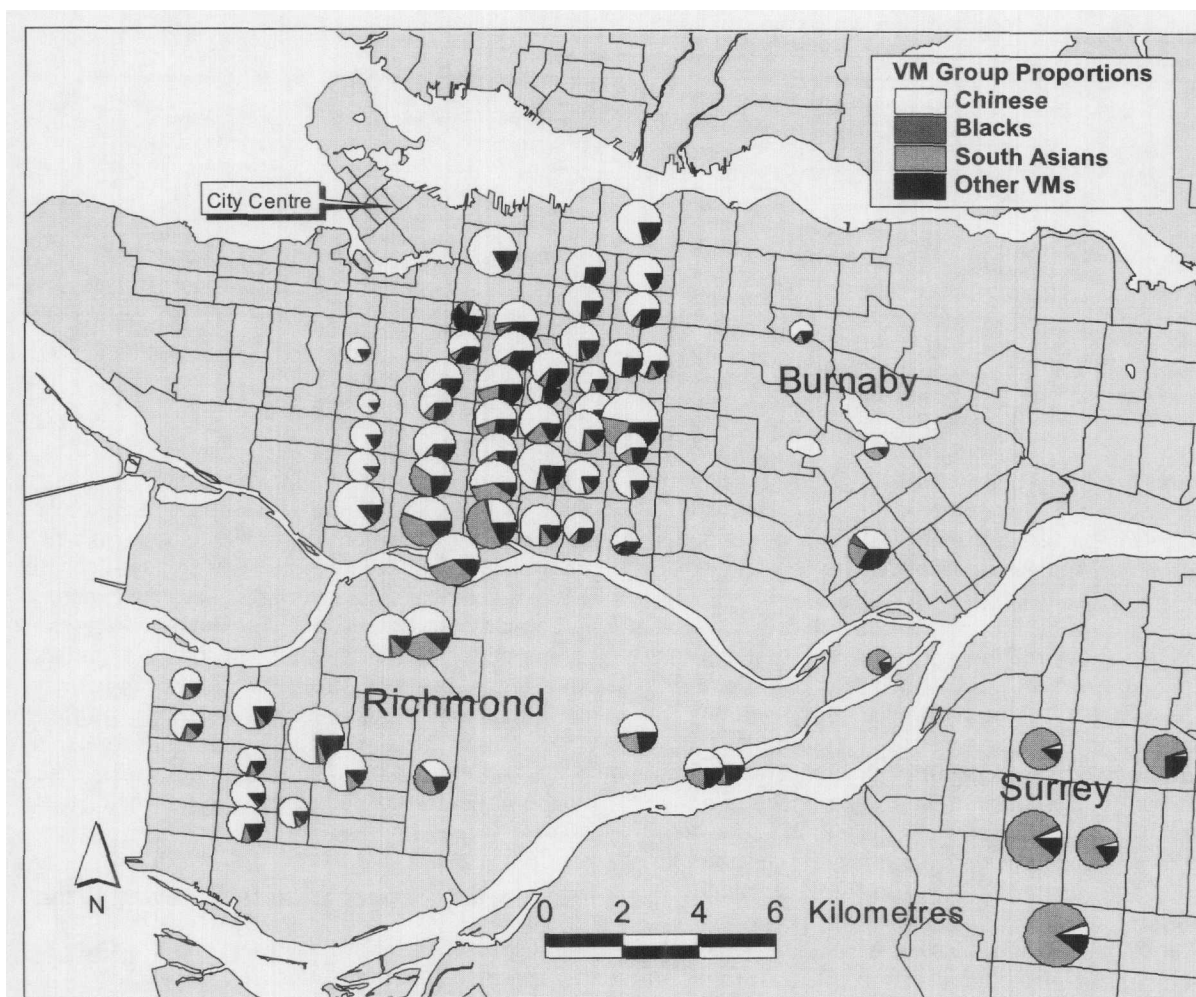 VM Group Proportions
Chinese
Blacks
South Asians
Other VMs
City Centre
Burnaby
Richmond
Surrey
N
0 2 4 6 Kilometres